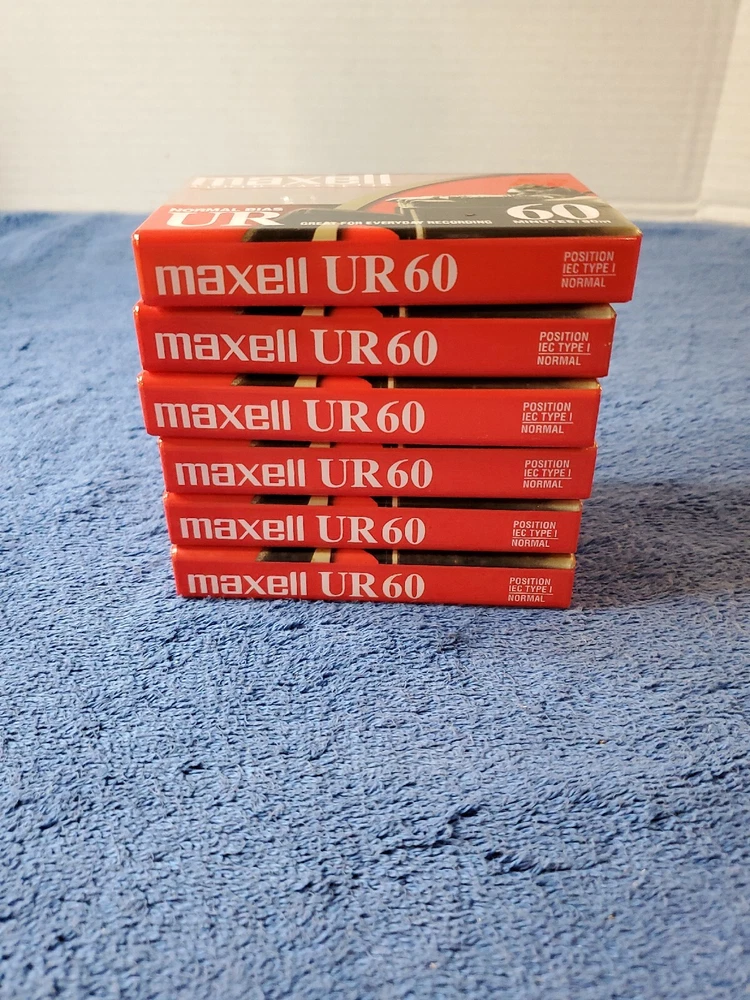 maxell
NORMAL BIAS
UR
GREAT FOR EVERYDAY RECORDING
60
MINUTES/90m
maxell UR60
POSITION
IEC TYPE I
NORMAL
maxell UR60
POSITION
IEC TYPE I
NORMAL
maxell UR60
POSITION
IEC TYPE I
NORMAL
maxell UR60
POSITION
IEC TYPE I
NORMAL
maxell UR60
POSITION
IEC TYPE I
NORMAL
maxell UR60
POSITION
IEC TYPE I
NORMAL